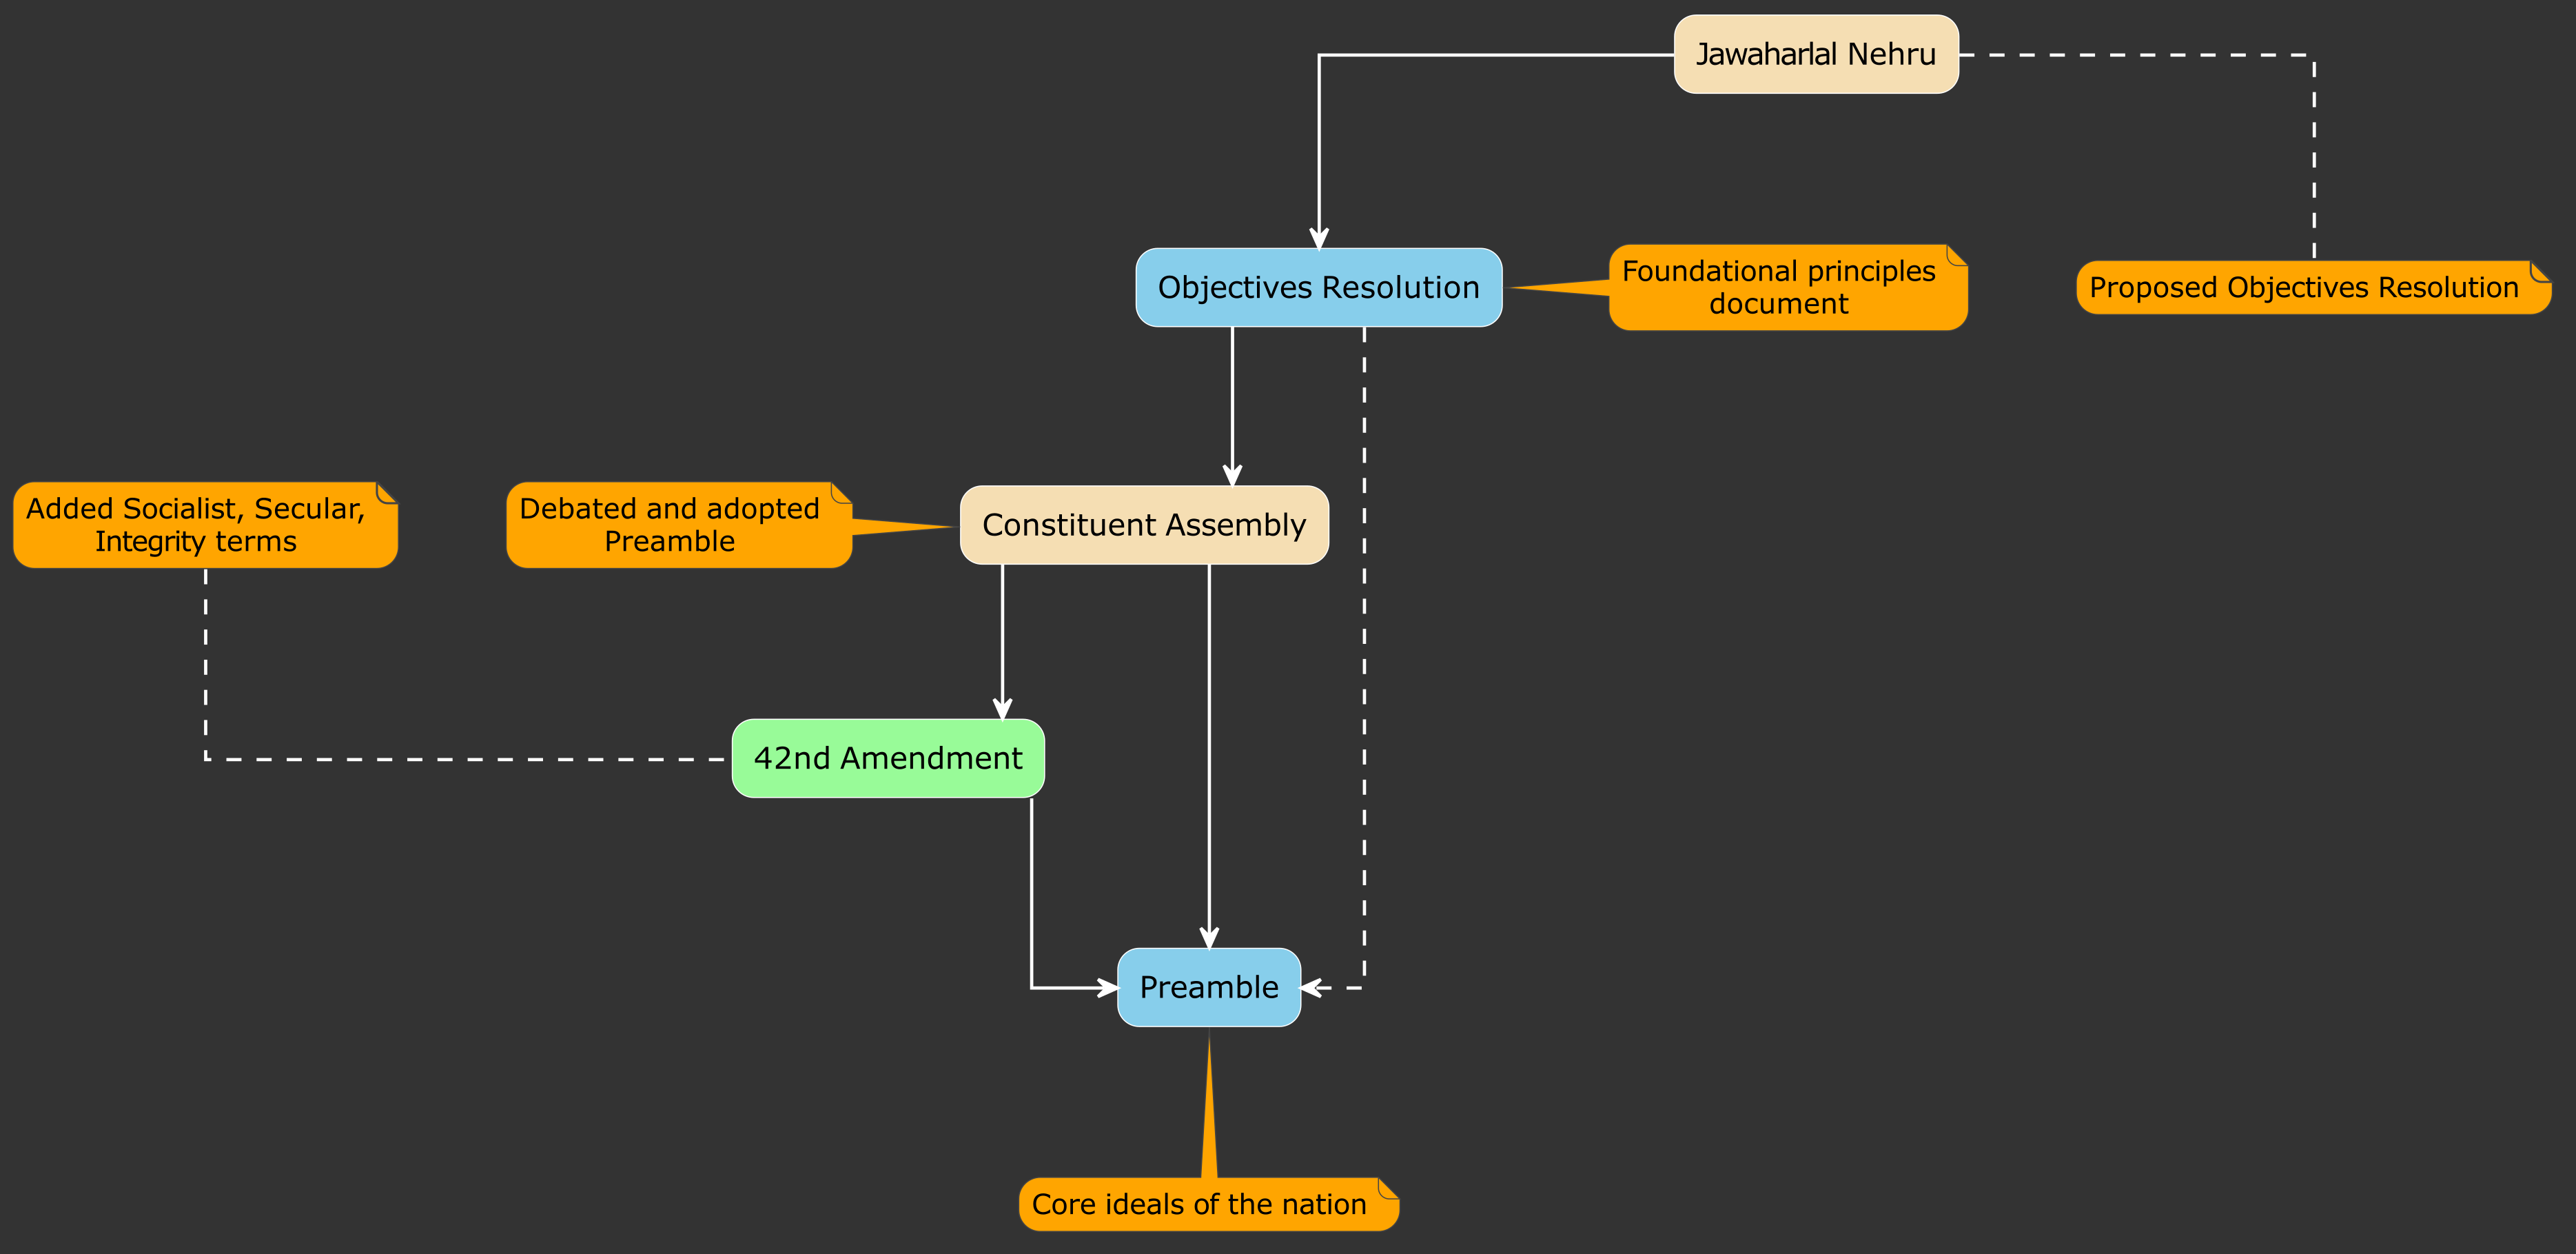 Jawaharlal Nehru
Objectives Resolution
Foundational principles
document
Proposed Objectives Resolution
Added Socialist, Secular,
Integrity terms
Debated and adopted
Preamble
Constituent Assembly
42nd Amendment
Preamble
Core ideals of the nation